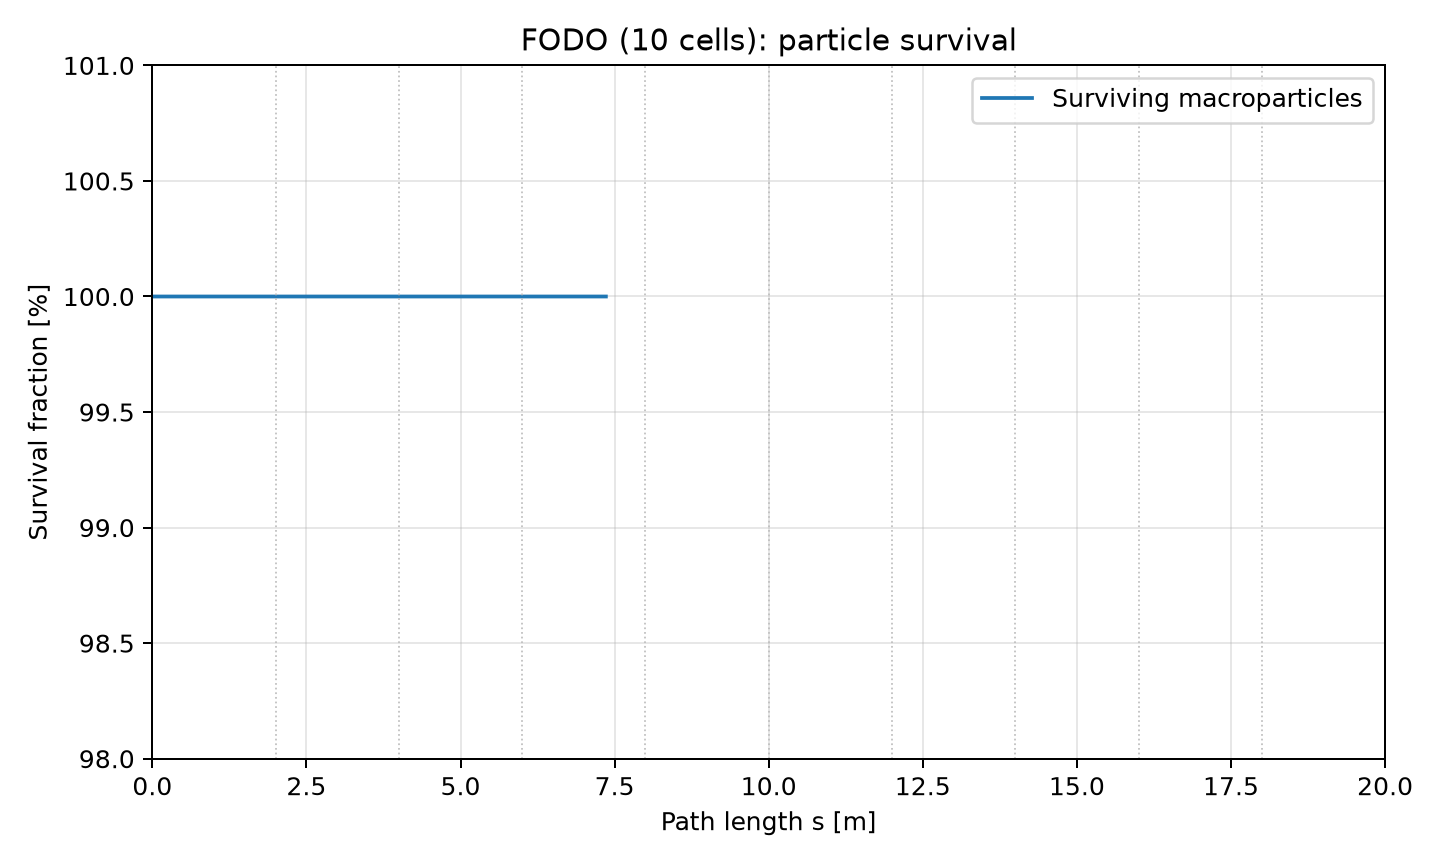 FODO (10 cells): particle survival
Surviving macroparticles
101.0
100.5
100.0
99.5
99.0
98.5
98.0
Survival fraction [%]
0.0 2.5 5.0 7.5 10.0 12.5 15.0 17.5 20.0
Path length s [m]